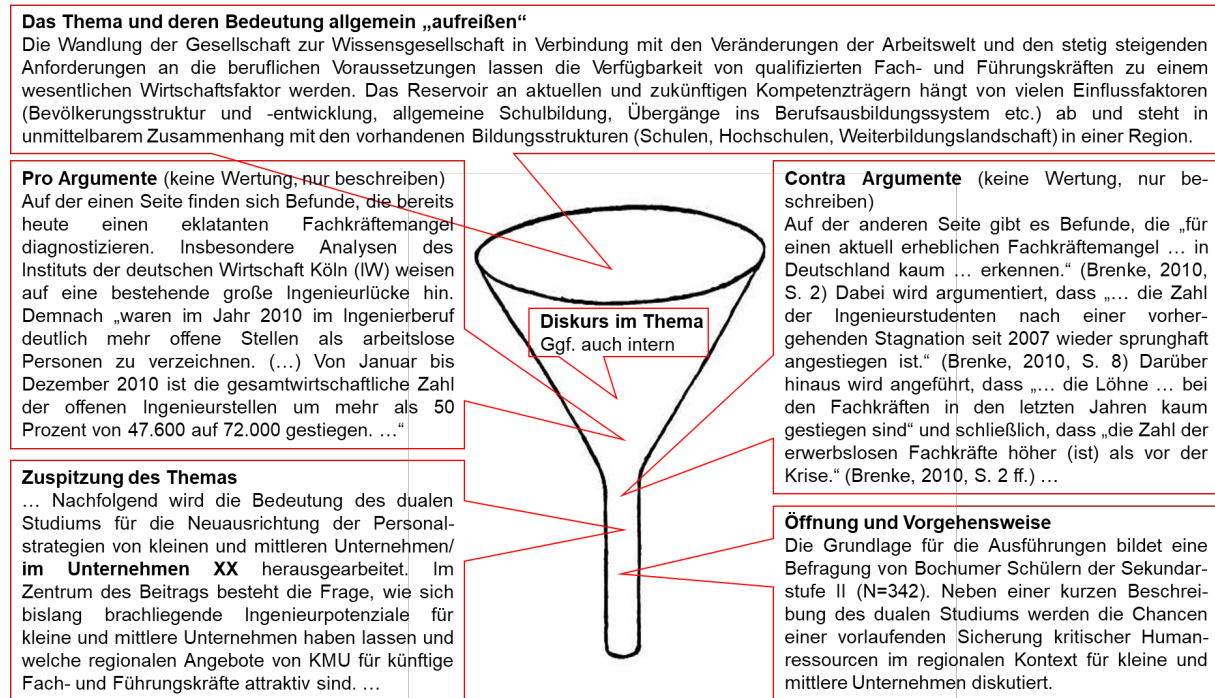 Das Thema und deren Bedeutung allgemein „aufreißen“
Die Wandlung der Gesellschaft zur Wissensgesellschaft in Verbindung mit den Veränderungen der Arbeitswelt und den stetig steigenden
Anforderungen an die beruflichen Voraussetzungen lassen die Verfügbarkeit von qualifizierten Fach- und Führungskräften zu einem
wesentlichen Wirtschaftsfaktor werden. Das Reservoir an aktuellen und zukünftigen Kompetenzträgern hängt von vielen Einflussfaktoren
(Bevölkerungsstruktur und -entwicklung, allgemeine Schulbildung, Übergänge ins Berufsausbildungssystem etc.) ab und steht in
unmittelbarem Zusammenhang mit den vorhandenen Bildungsstrukturen (Schulen, Hochschulen, Weiterbildungslandschaft) in einer Region.
Pro Argumente (keine Wertung, nur beschreiben)
Auf der einen Seite finden sich Befunde, die bereits
heute einen eklatanten Fachkräftemangel
diagnostizieren. Insbesondere Analysen des
Instituts der deutschen Wirtschaft Köln (IW) weisen
auf eine bestehende große Ingenieurlücke hin.
Demnach „waren im Jahr 2010 im Ingenierberuf
deutlich mehr offene Stellen als arbeitslose
Personen zu verzeichnen. (…) Von Januar bis
Dezember 2010 ist die gesamtwirtschaftliche Zahl
der offenen Ingenieurstellen um mehr als 50
Prozent von 47.600 auf 72.000 gestiegen. …“
Diskurs im Thema
Ggf. auch intern
Contra Argumente (keine Wertung, nur be-
schreiben)
Auf der anderen Seite gibt es Befunde, die „für
einen aktuell erheblichen Fachkräftemangel … in
Deutschland kaum … erkennen.“ (Brenke, 2010,
S. 2) Dabei wird argumentiert, dass „… die Zahl
der Ingenieurstudenten nach einer vorher-
gehenden Stagnation seit 2007 wieder sprunghaft
angestiegen ist.“ (Brenke, 2010, S. 8) Darüber
hinaus wird angeführt, dass „… die Löhne … bei
den Fachkräften in den letzten Jahren kaum
gestiegen sind“ und schließlich, dass „die Zahl der
erwerbslosen Fachkräfte höher (ist) als vor der
Krise.“ (Brenke, 2010, S. 2 ff.) …
Zuspitzung des Themas
… Nachfolgend wird die Bedeutung des dualen
Studiums für die Neuausrichtung der Personal-
strategien von kleinen und mittleren Unternehmen/
im Unternehmen XX herausgearbeitet. Im
Zentrum des Beitrags besteht die Frage, wie sich
bislang brachliegende Ingenieurpotenziale für
kleine und mittlere Unternehmen haben lassen und
welche regionalen Angebote von KMU für künftige
Fach- und Führungskräfte attraktiv sind. …
Öffnung und Vorgehensweise
Die Grundlage für die Ausführungen bildet eine
Befragung von Bochumer Schülern der Sekundar-
stufe II (N=342). Neben einer kurzen Beschrei-
bung des dualen Studiums werden die Chancen
einer vorlaufenden Sicherung kritischer Human-
ressourcen im regionalen Kontext für kleine und
mittlere Unternehmen diskutiert.